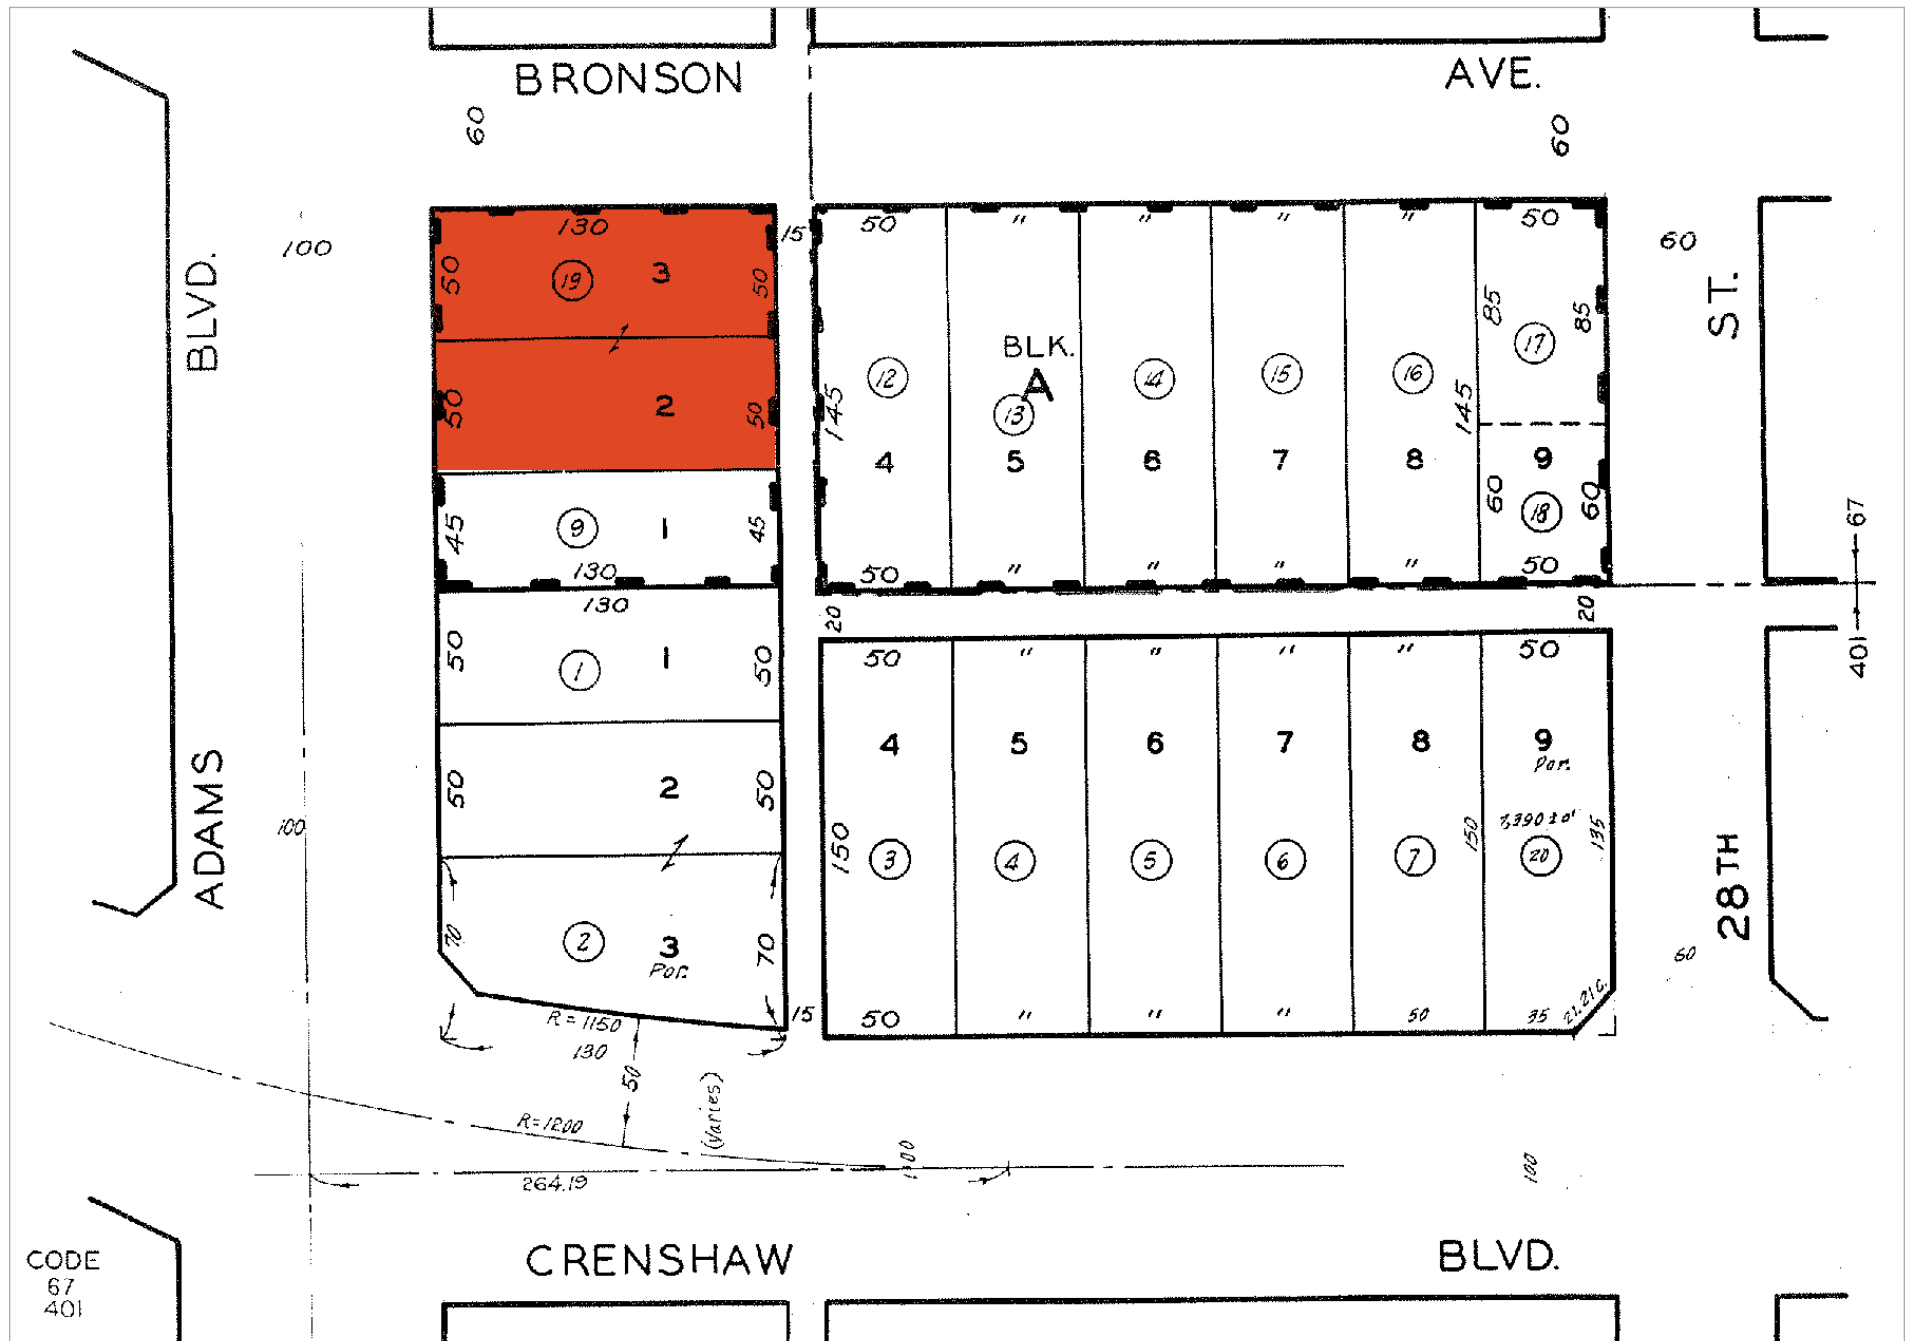 BRONSON AVE.
60 60
BLVD.
100
130
50 19 3 50
50 2 50
45 9 1 45
130
15
50 " " " " 50
BLK.
A
12 13 14 15 16 17
85 85
145 145
4 5 6 7 8 9
60 18 60
50 " " " " 50
60
ST.
67
401
130
50 1 1 50
50 2 50
70 2 3 70
Por.
R=1150
130
15
20 20
50 " " " " 50
4 5 6 7 8 9
Por.
150 150 135
3 4 5 6 7 20
50 " " " 50 35
21.21 C.
ADAMS
100
28TH
60
50
(Varies)
R=1200
264.19
100
100
CRENSHAW BLVD.
CODE
67
401